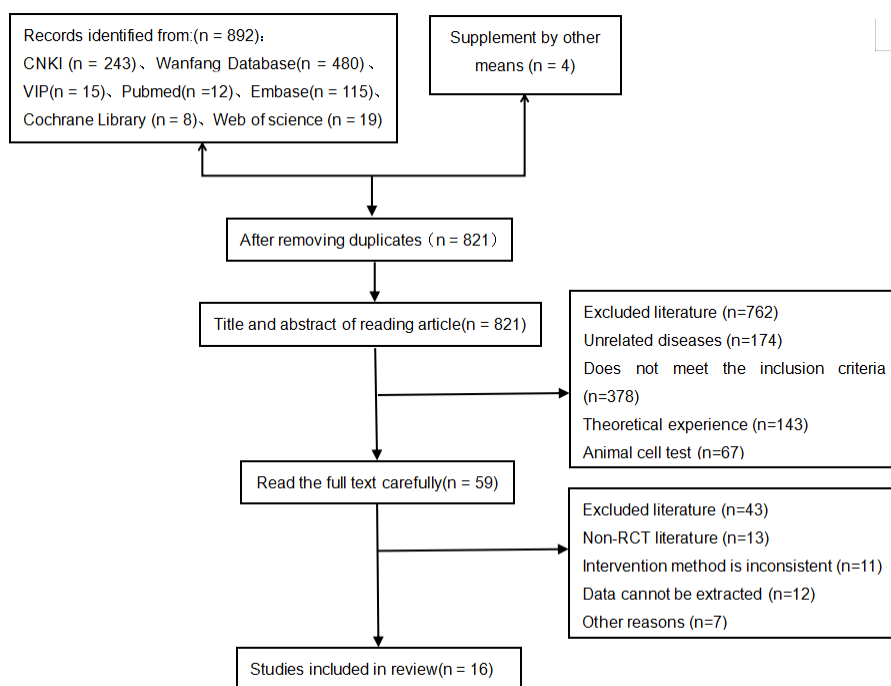 Records identified from:(n = 892)：
CNKI (n = 243)、Wanfang Database(n = 480)、
VIP(n = 15)、Pubmed(n =12)、Embase(n = 115)、
Cochrane Library (n = 8)、Web of science (n = 19)
Supplement by other
means (n = 4)
After removing duplicates（n = 821）
Title and abstract of reading article(n = 821)
Excluded literature (n=762)
Unrelated diseases (n=174)
Does not meet the inclusion criteria
(n=378)
Theoretical experience (n=143)
Animal cell test (n=67)
Read the full text carefully(n = 59)
Excluded literature (n=43)
Non-RCT literature (n=13)
Intervention method is inconsistent (n=11)
Data cannot be extracted (n=12)
Other reasons (n=7)
Studies included in review(n = 16)